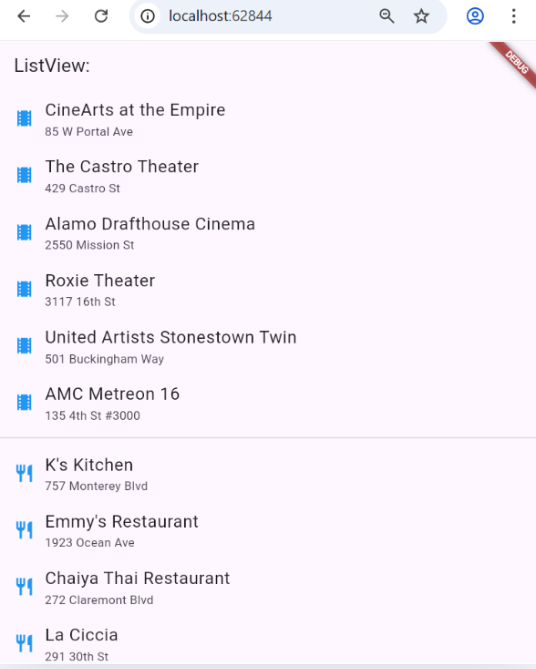 localhost:62844
DEBUG
ListView:
CineArts at the Empire
85 W Portal Ave
The Castro Theater
429 Castro St
Alamo Drafthouse Cinema
2550 Mission St
Roxie Theater
3117 16th St
United Artists Stonestown Twin
501 Buckingham Way
AMC Metreon 16
135 4th St #3000
K's Kitchen
757 Monterey Blvd
Emmy's Restaurant
1923 Ocean Ave
Chaiya Thai Restaurant
272 Claremont Blvd
La Ciccia
291 30th St